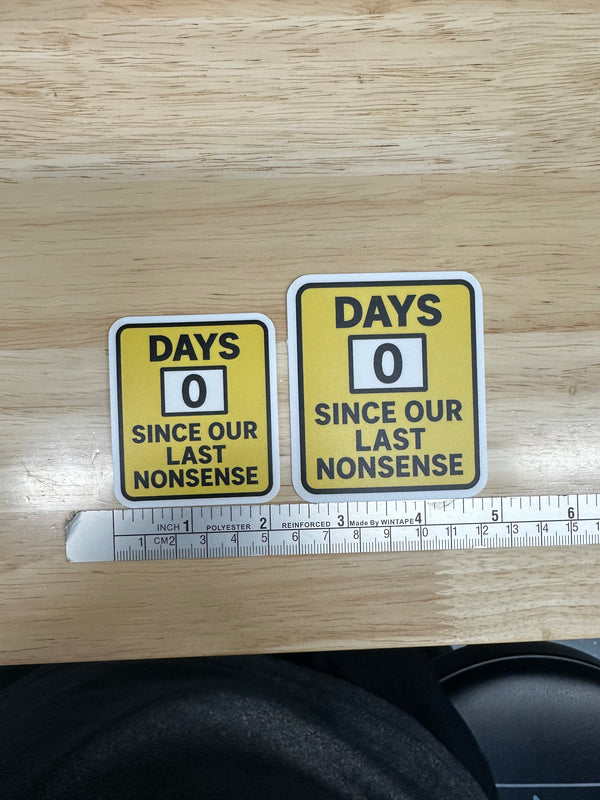 DAYS
0
SINCE OUR
LAST
NONSENSE
DAYS
0
SINCE OUR
LAST
NONSENSE
INCH 1 POLYESTER 2 REINFORCED 3 Made By WINTAPE 4 5 6
1 CM 2 3 4 5 6 7 8 9 10 11 12 13 14 15 16